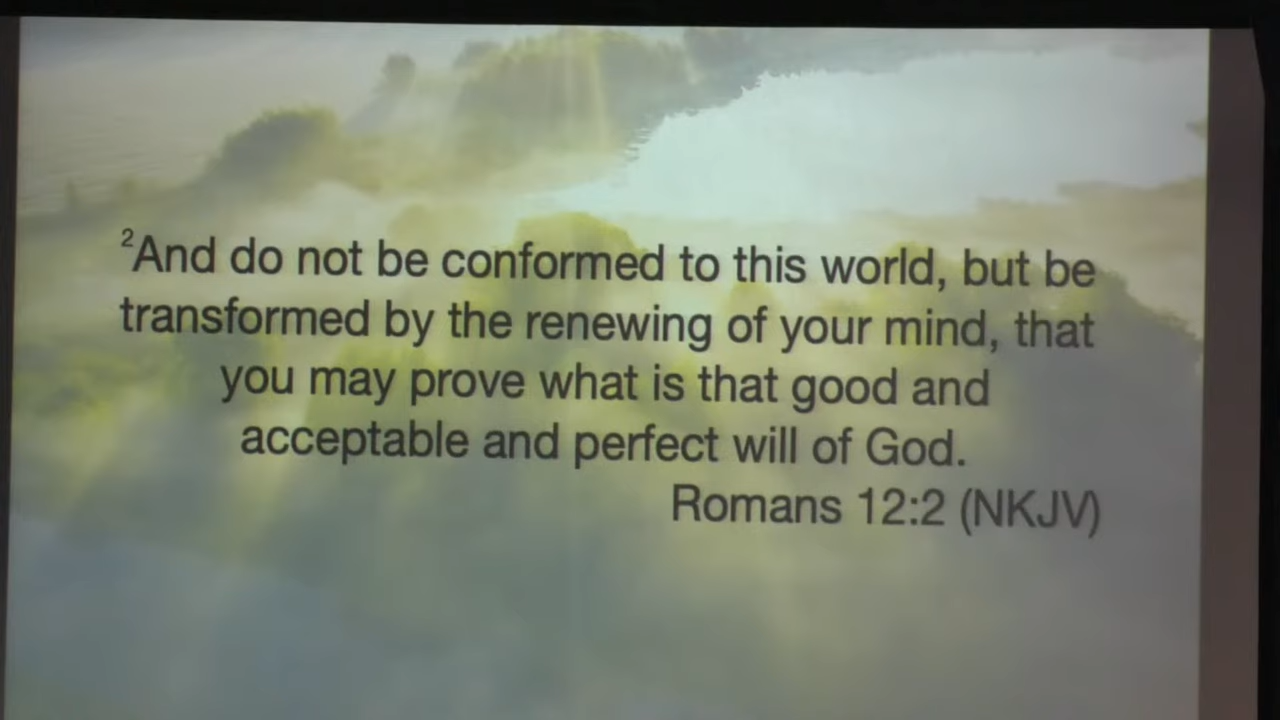 ²And do not be conformed to this world, but be
transformed by the renewing of your mind, that
you may prove what is that good and
acceptable and perfect will of God.
Romans 12:2 (NKJV)